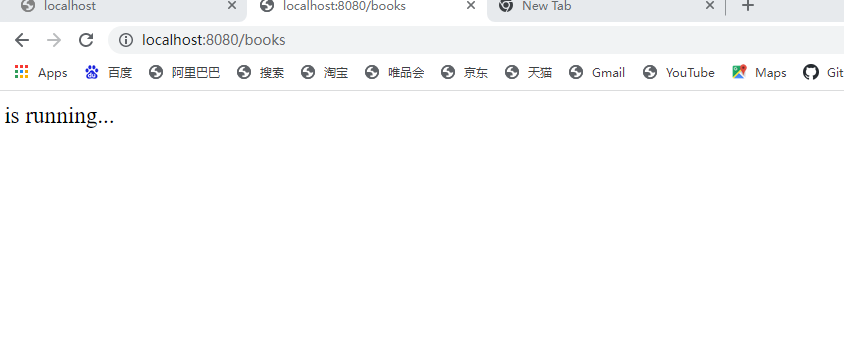 localhost localhost:8080/books New Tab
localhost:8080/books
Apps 百度 阿里巴巴 搜索 淘宝 唯品会 京东 天猫 Gmail YouTube Maps Git
is running...